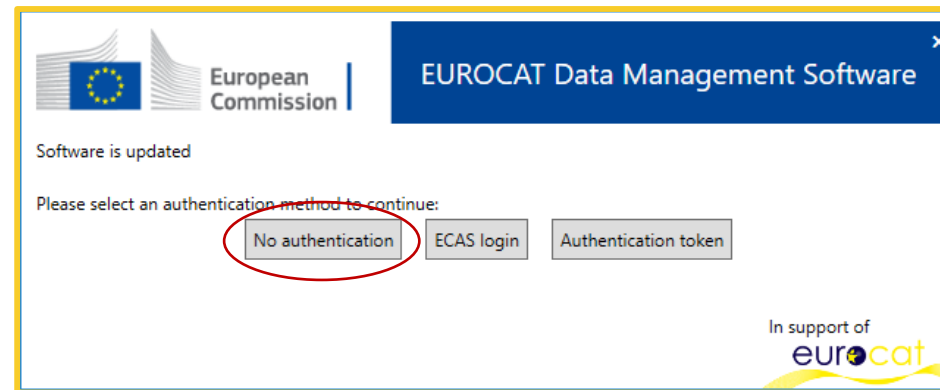 European
Commission
EUROCAT Data Management Software
Software is updated
Please select an authentication method to continue:
No authentication
ECAS login
Authentication token
In support of
eurocat